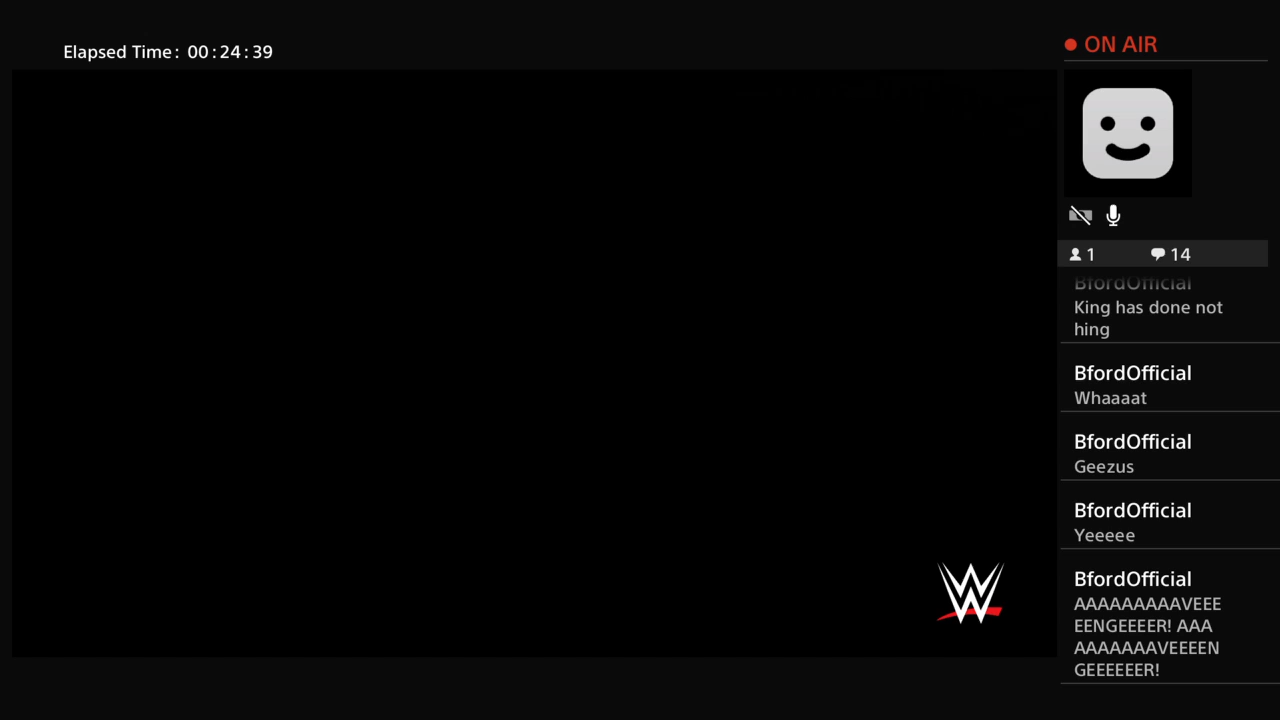 Elapsed Time: 00:24:39
ON AIR
1 14
BfordOfficial
King has done not
hing
BfordOfficial
Whaaaat
BfordOfficial
Geezus
BfordOfficial
Yeeeee
BfordOfficial
AAAAAAAAAVEEE
EENGEEEER! AAA
AAAAAAAVEEEEN
GEEEEEER!
W